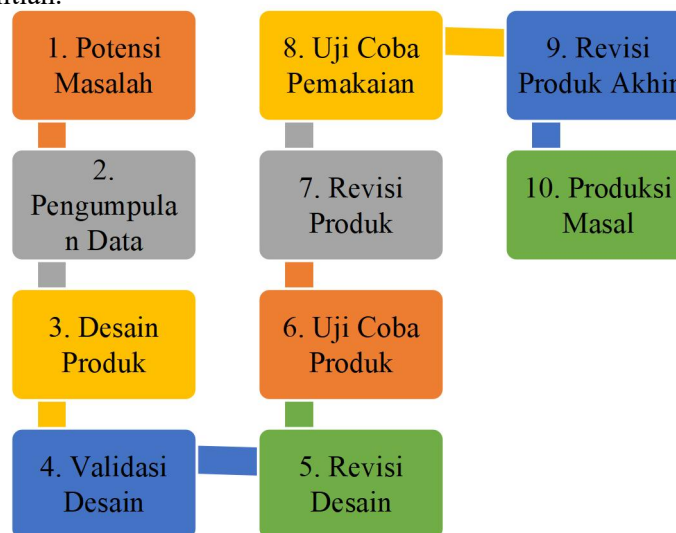 1. Potensi
Masalah
2.
Pengumpula
n Data
3. Desain
Produk
4. Validasi
Desain
5. Revisi
Desain
6. Uji Coba
Produk
7. Revisi
Produk
8. Uji Coba
Pemakaian
9. Revisi
Produk Akhir
10. Produksi
Masal